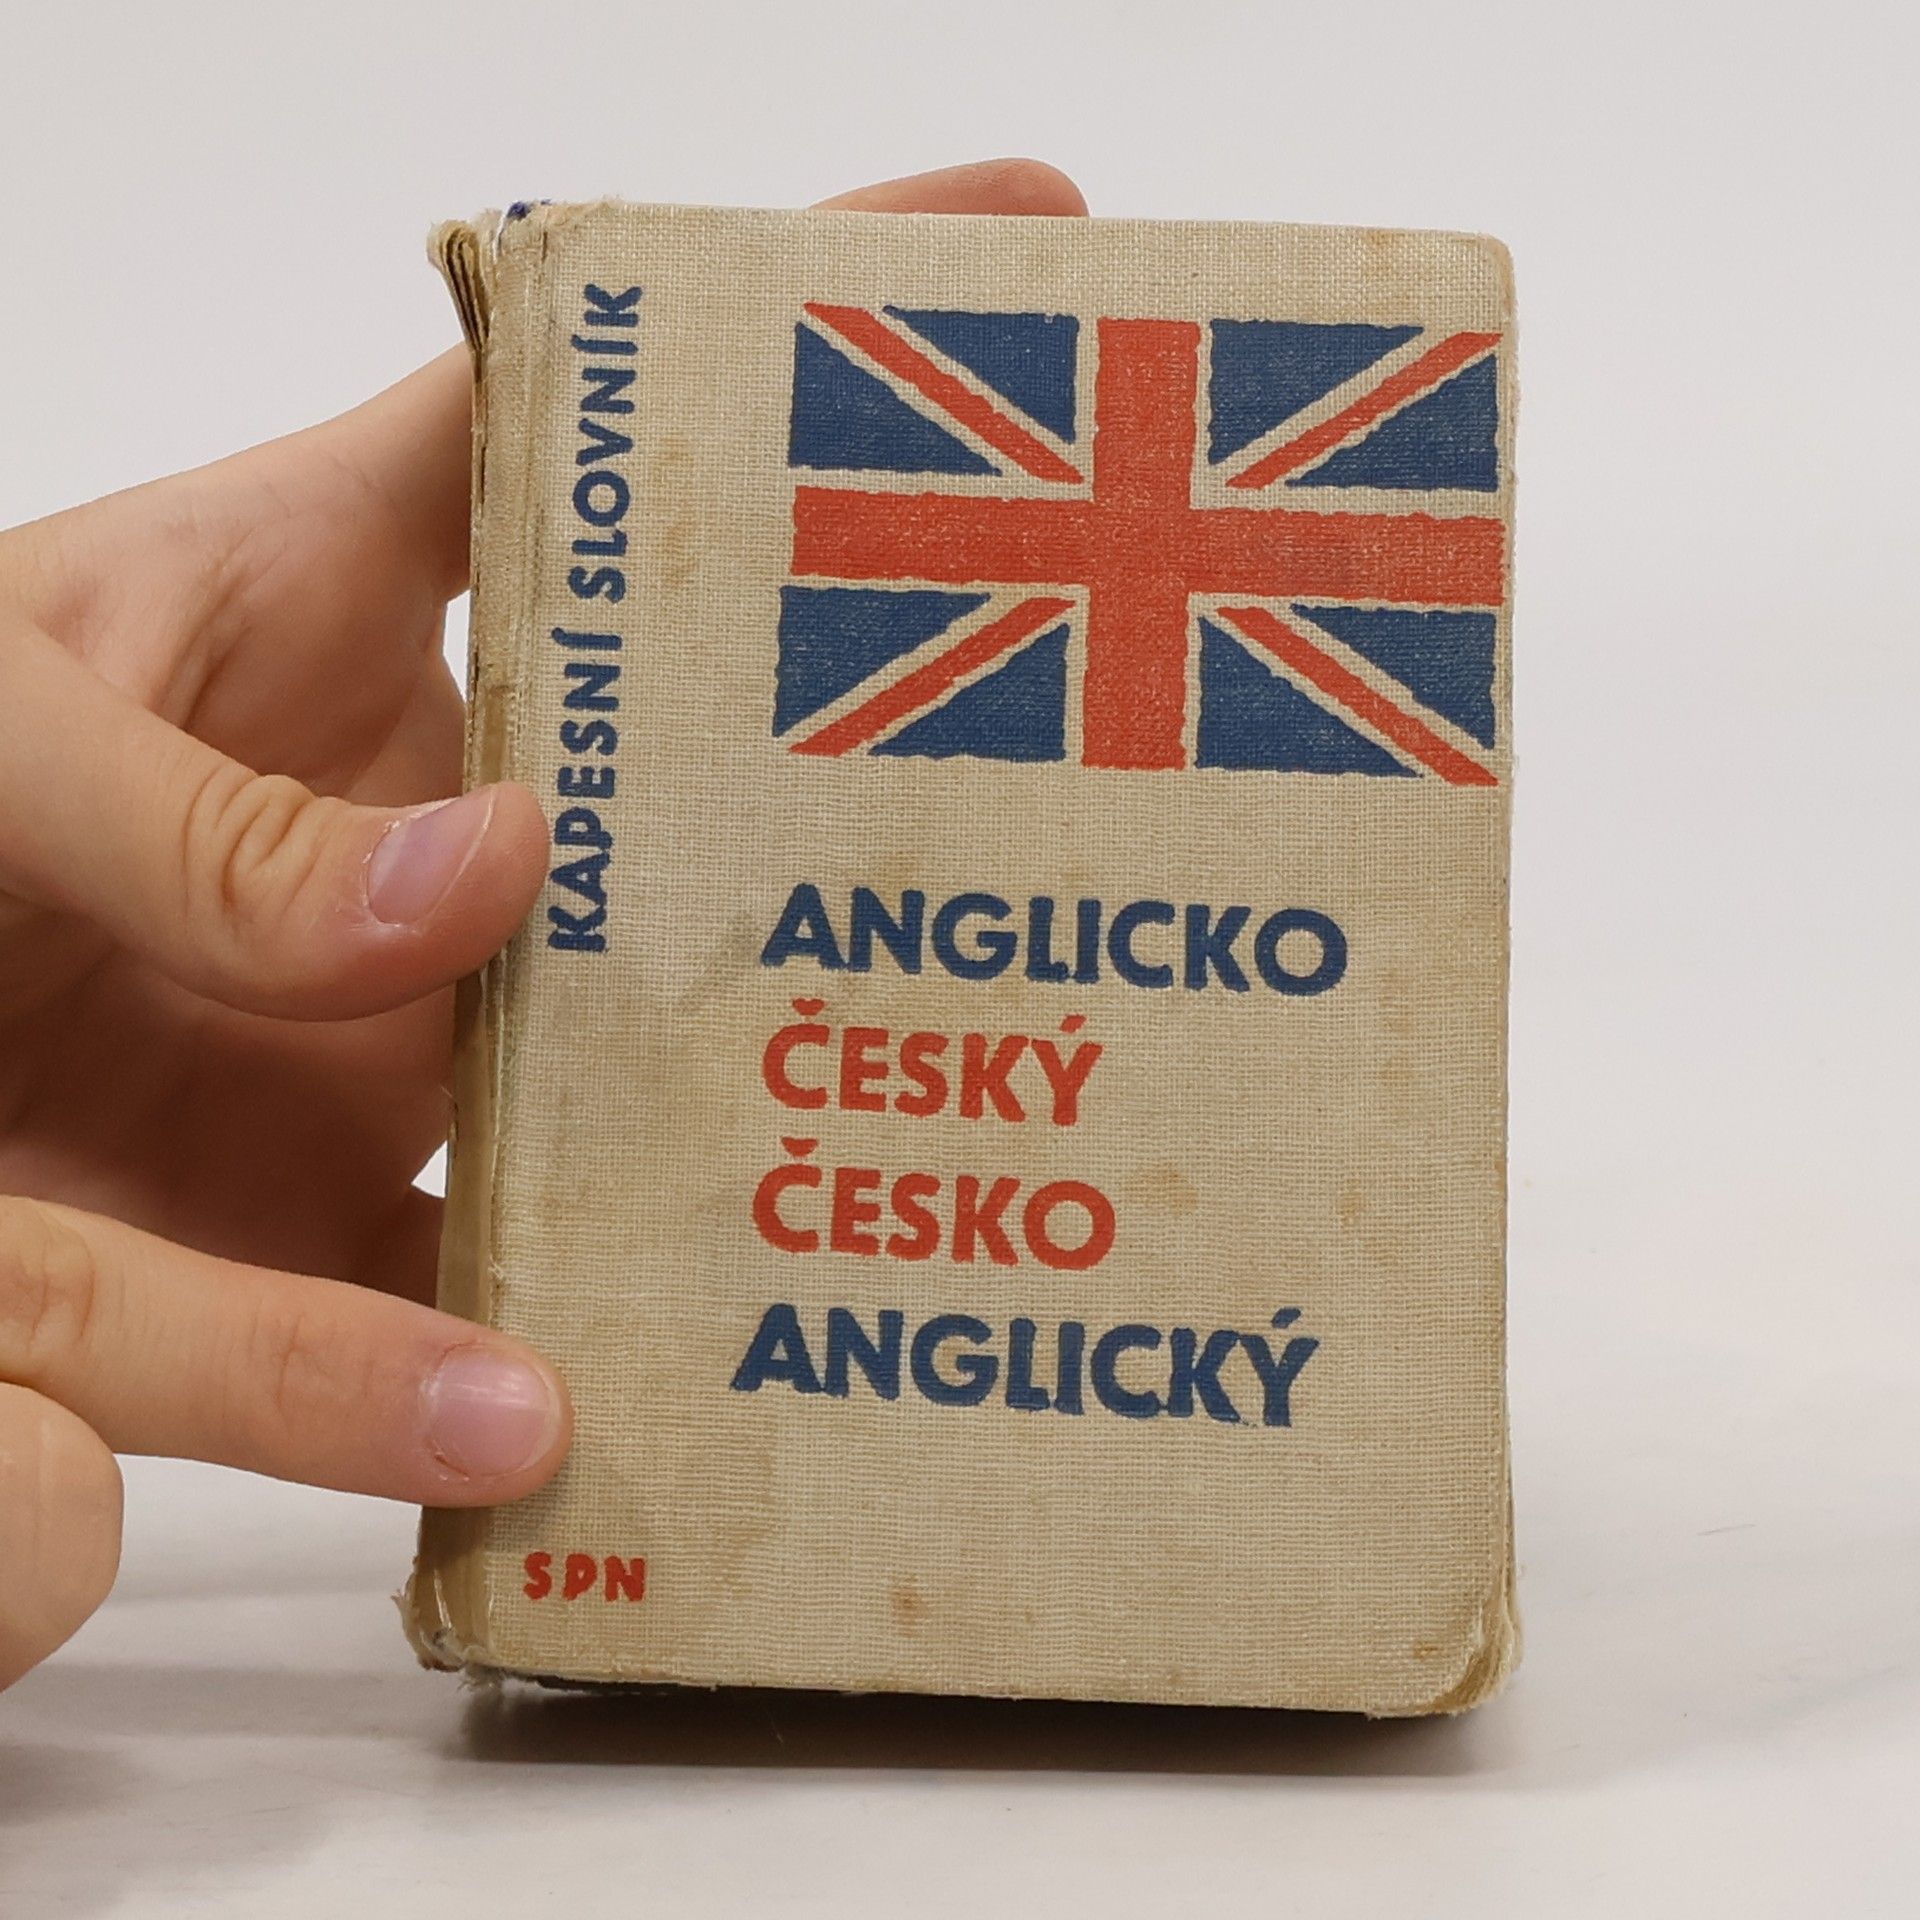 KAPESNÍ SLOVNÍK
ANGLICKO
ČESKÝ
ČESKO
ANGLICKÝ
SPN